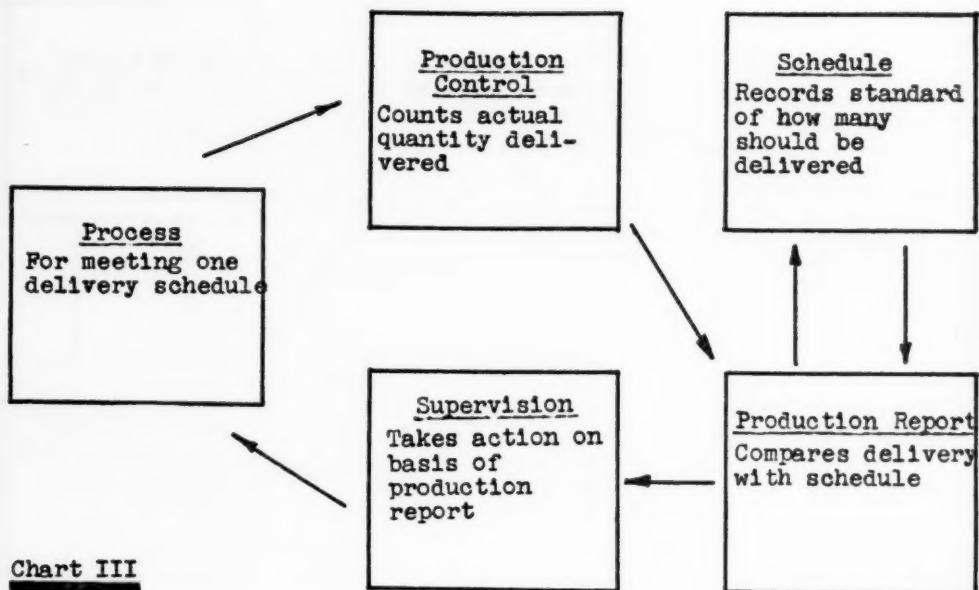 Production
Control
Counts actual
quantity deli-
vered
Schedule
Records standard
of how many
should be
delivered
Process
For meeting one
delivery schedule
Supervision
Takes action on
basis of
production
report
Production Report
Compares delivery
with schedule
Chart III